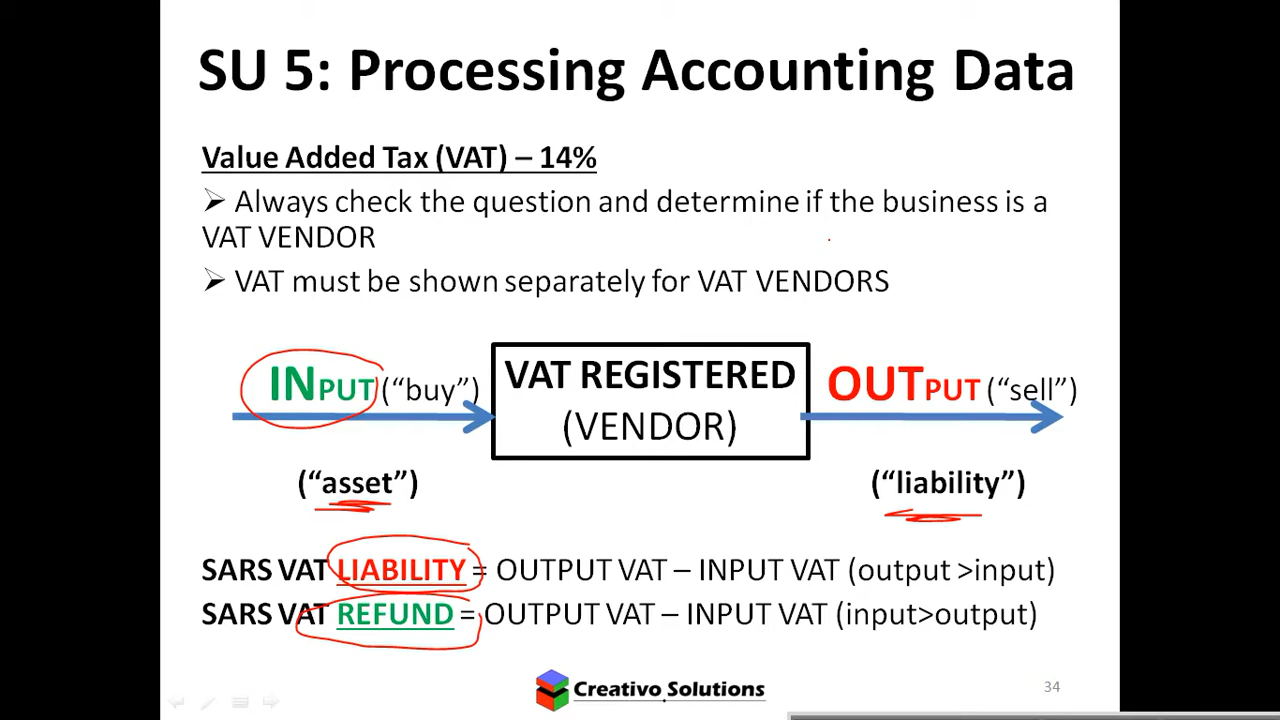 SU 5: Processing Accounting Data
Value Added Tax (VAT) – 14%
➢ Always check the question and determine if the business is a
VAT VENDOR
➢ VAT must be shown separately for VAT VENDORS
INPUT (“buy”)
VAT REGISTERED
(VENDOR)
OUTPUT (“sell”)
(“asset”)
(“liability”)
SARS VAT LIABILITY = OUTPUT VAT – INPUT VAT (output >input)
SARS VAT REFUND = OUTPUT VAT – INPUT VAT (input>output)
Creativo Solutions
34